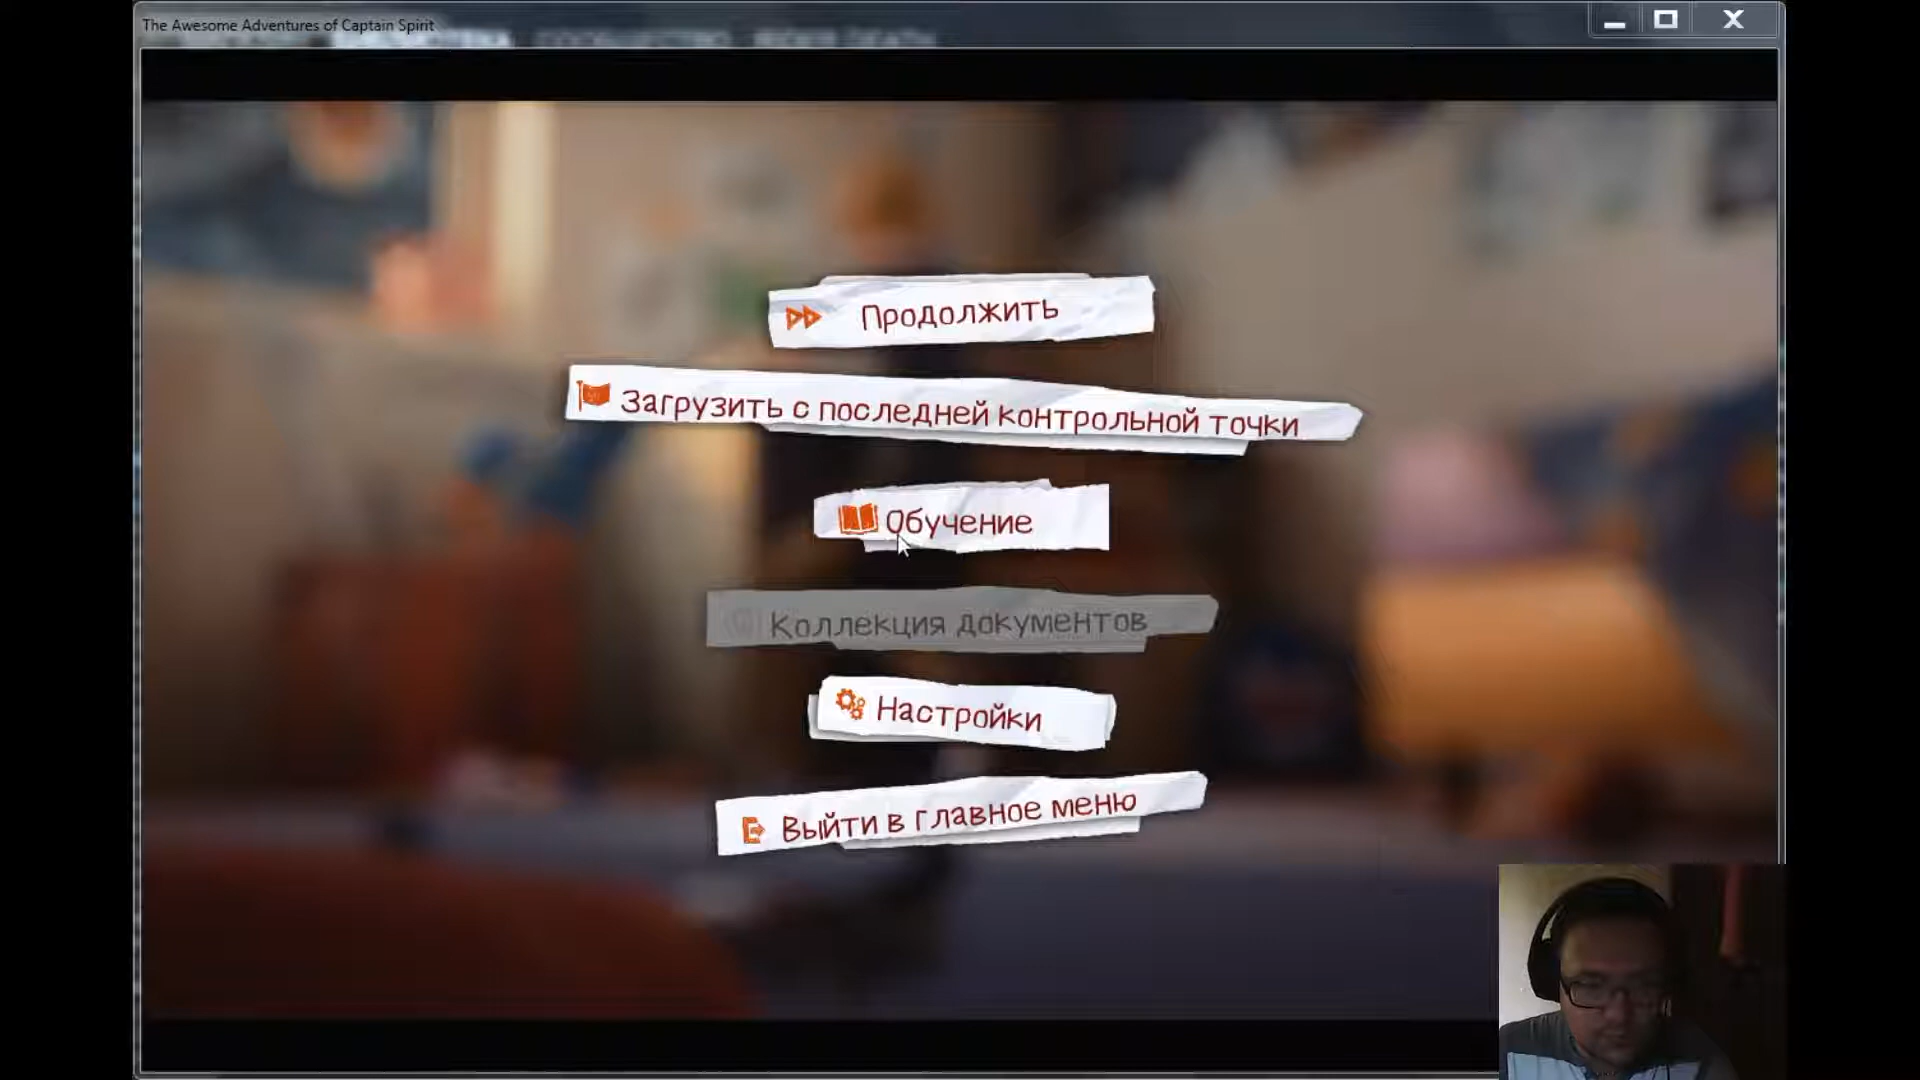 The Awesome Adventures of Captain Spirit
Продолжить
Загрузить с последней контрольной точки
Обучение
Коллекция документов
Настройки
Выйти в главное меню